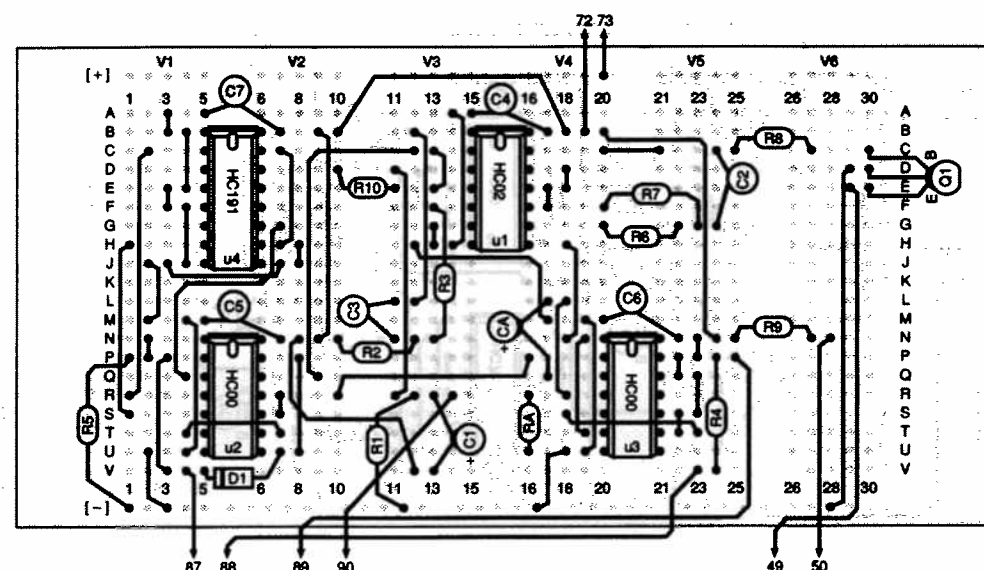 72 73
V1 V2 V3 V4 V5 V6
[+]
1 3 5 6 8 10 11 13 15 16 18 20 21 23 25 26 28 30
C7 C4
A A
B B
C C
D D
E E
F F
G G
H H
J J
K K
L L
M M
N N
P P
Q Q
R R
S S
T T
U U
V V
HC191
u4
R10
HC02
u1
R8
C2
R7
R6
B
Q1
E
R3
C3
C5
CA
+
C6
R9
R2
HC00
u2
HC00
u3
R5
R1
C1
+
RA
R4
D1
1 3 5 6 8 10 11 13 15 16 18 20 21 23 25 26 28 30
[-]
87 88 89 90 49 50